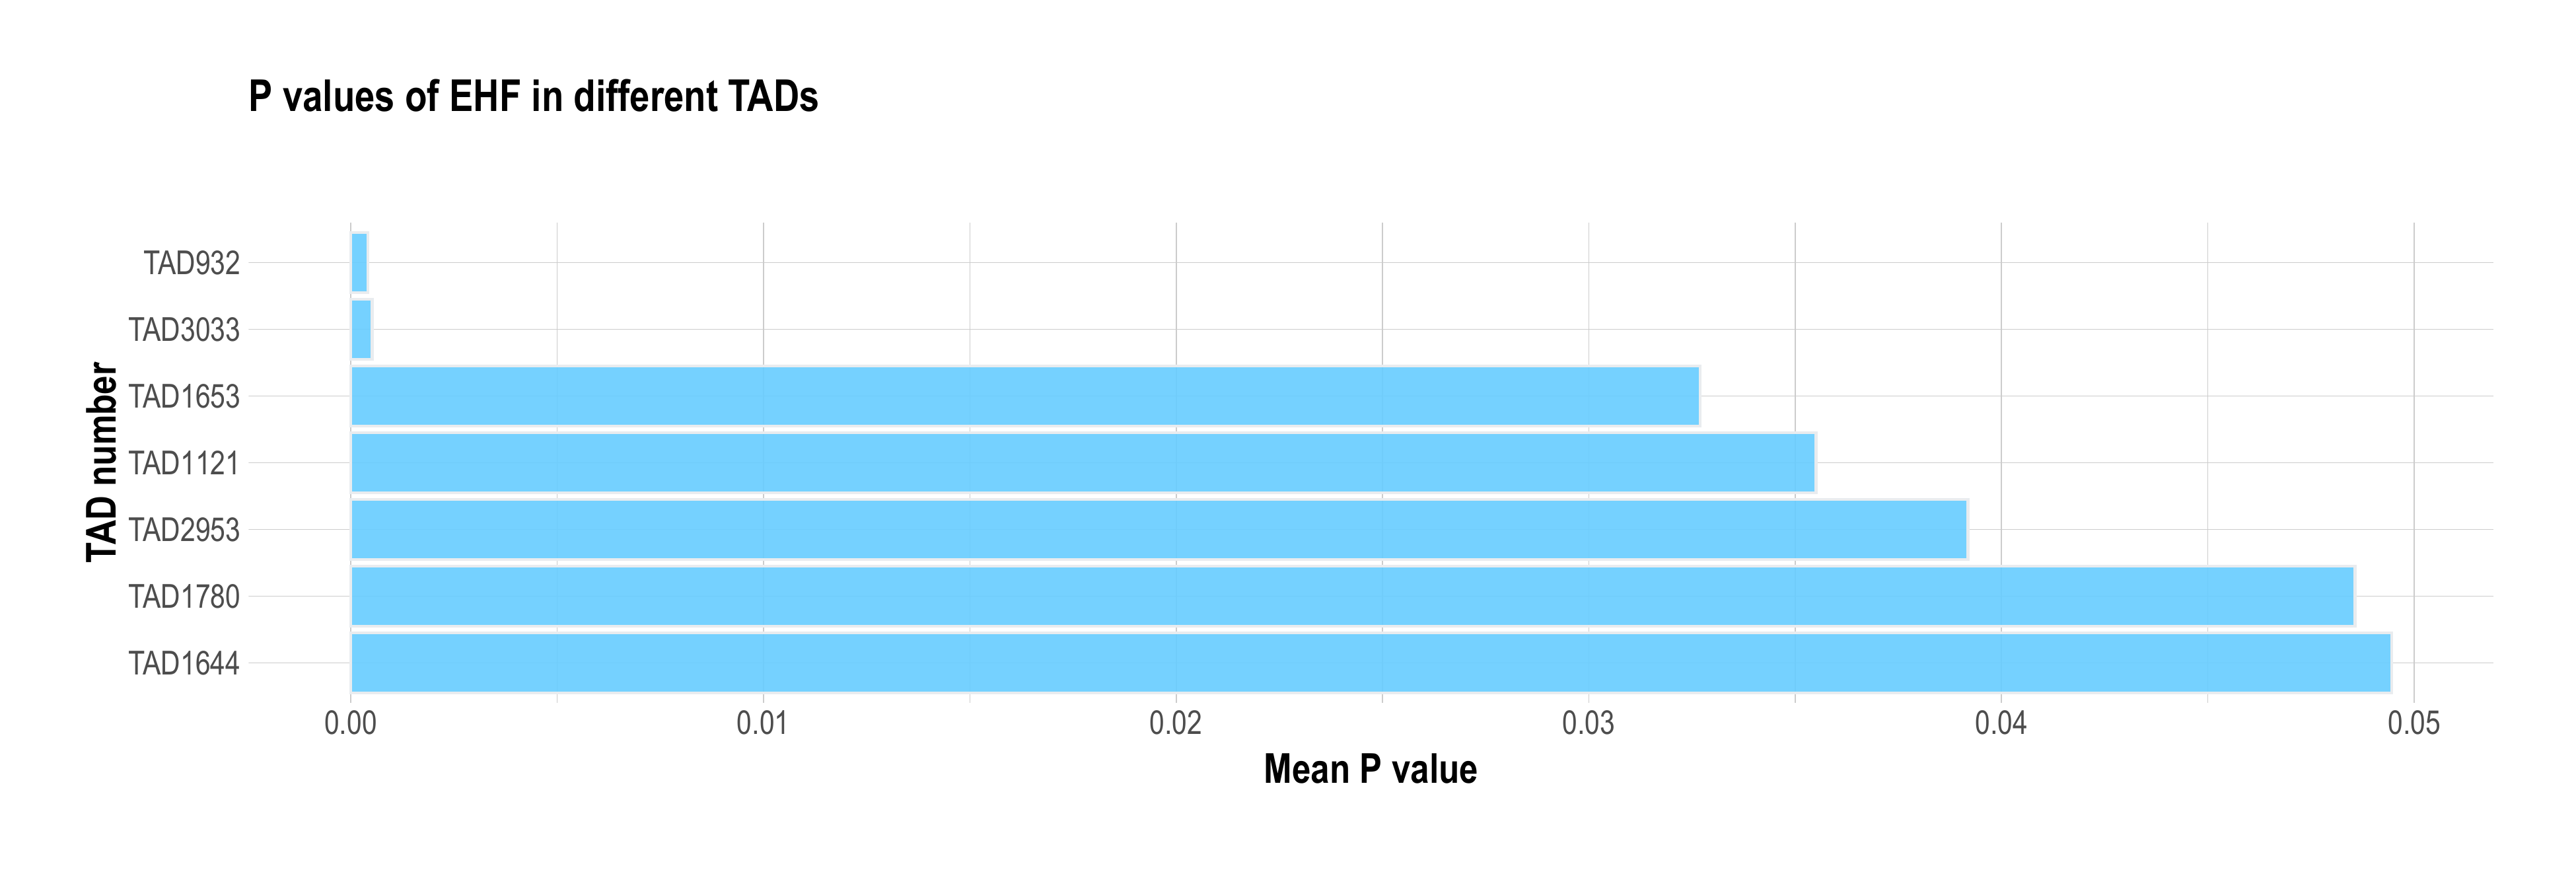 P values of EHF in different TADs
TAD number
TAD932
TAD3033
TAD1653
TAD1121
TAD2953
TAD1780
TAD1644
0.00 0.01 0.02 0.03 0.04 0.05
Mean P value